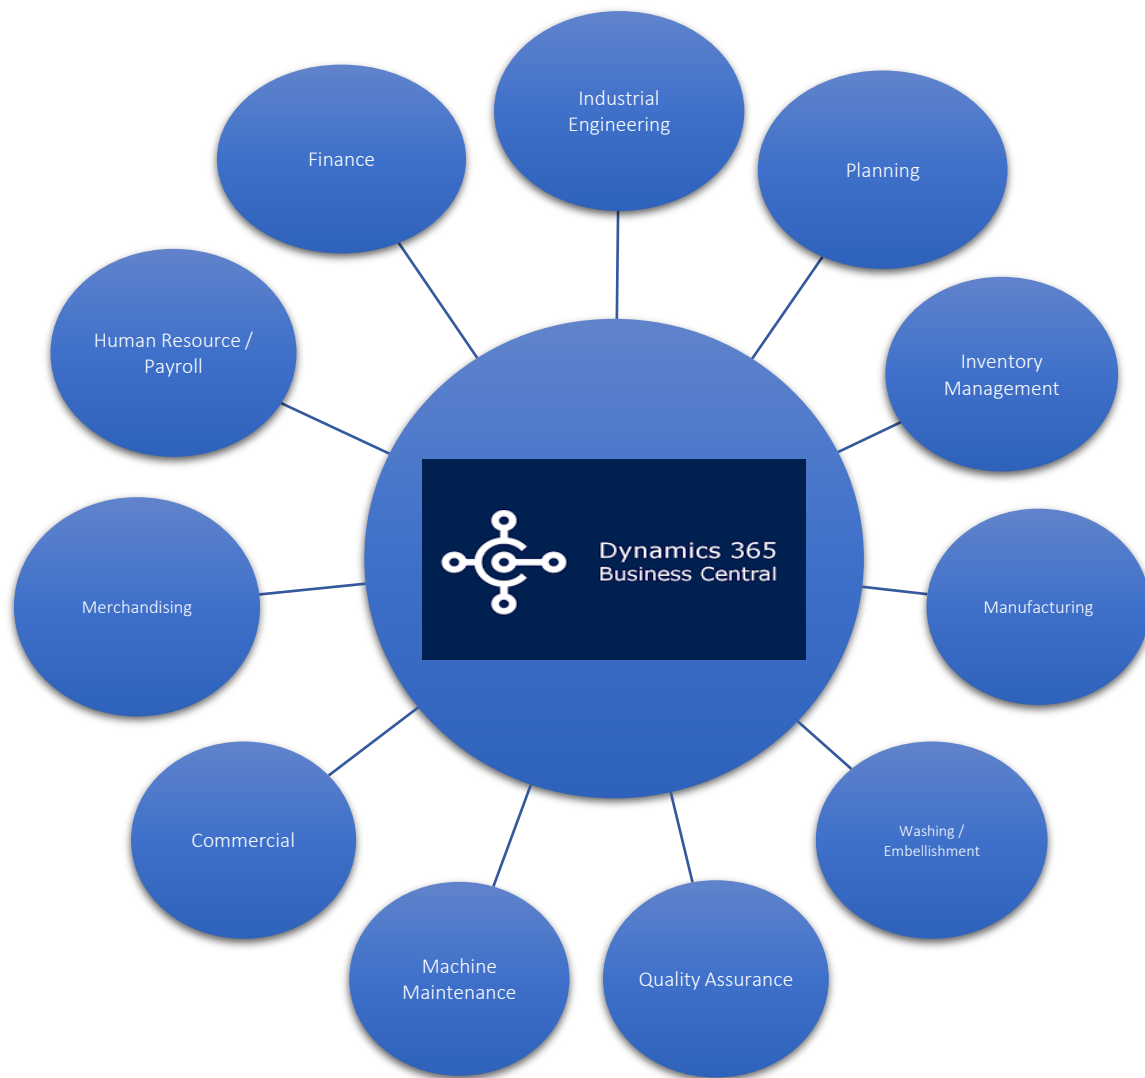 Industrial
Engineering
Finance
Planning
Human Resource /
Payroll
Inventory
Management
Dynamics 365
Business Central
Merchandising
Manufacturing
Commercial
Washing /
Embellishment
Machine
Maintenance
Quality Assurance